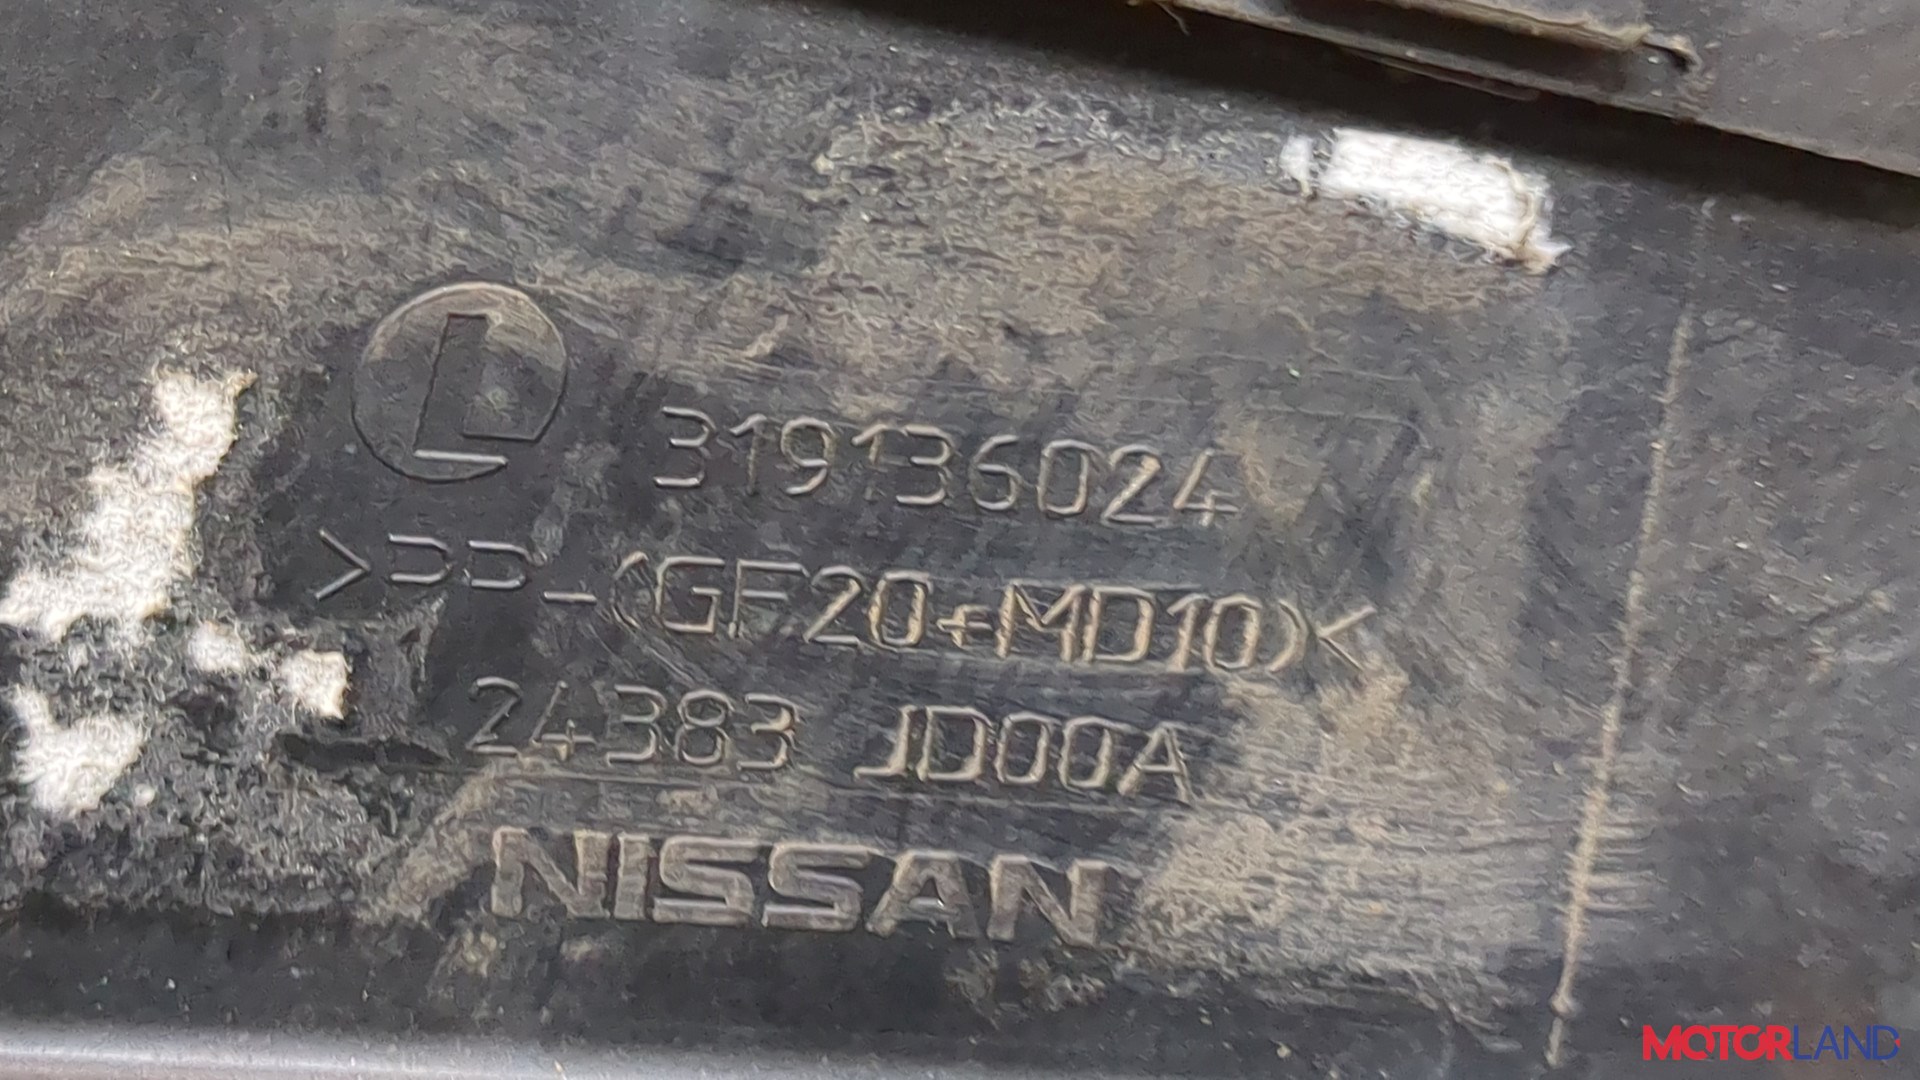 L
319136024
>PP-(GF20+MD10)<
24383 JD00A
NISSAN
MOTORLAND